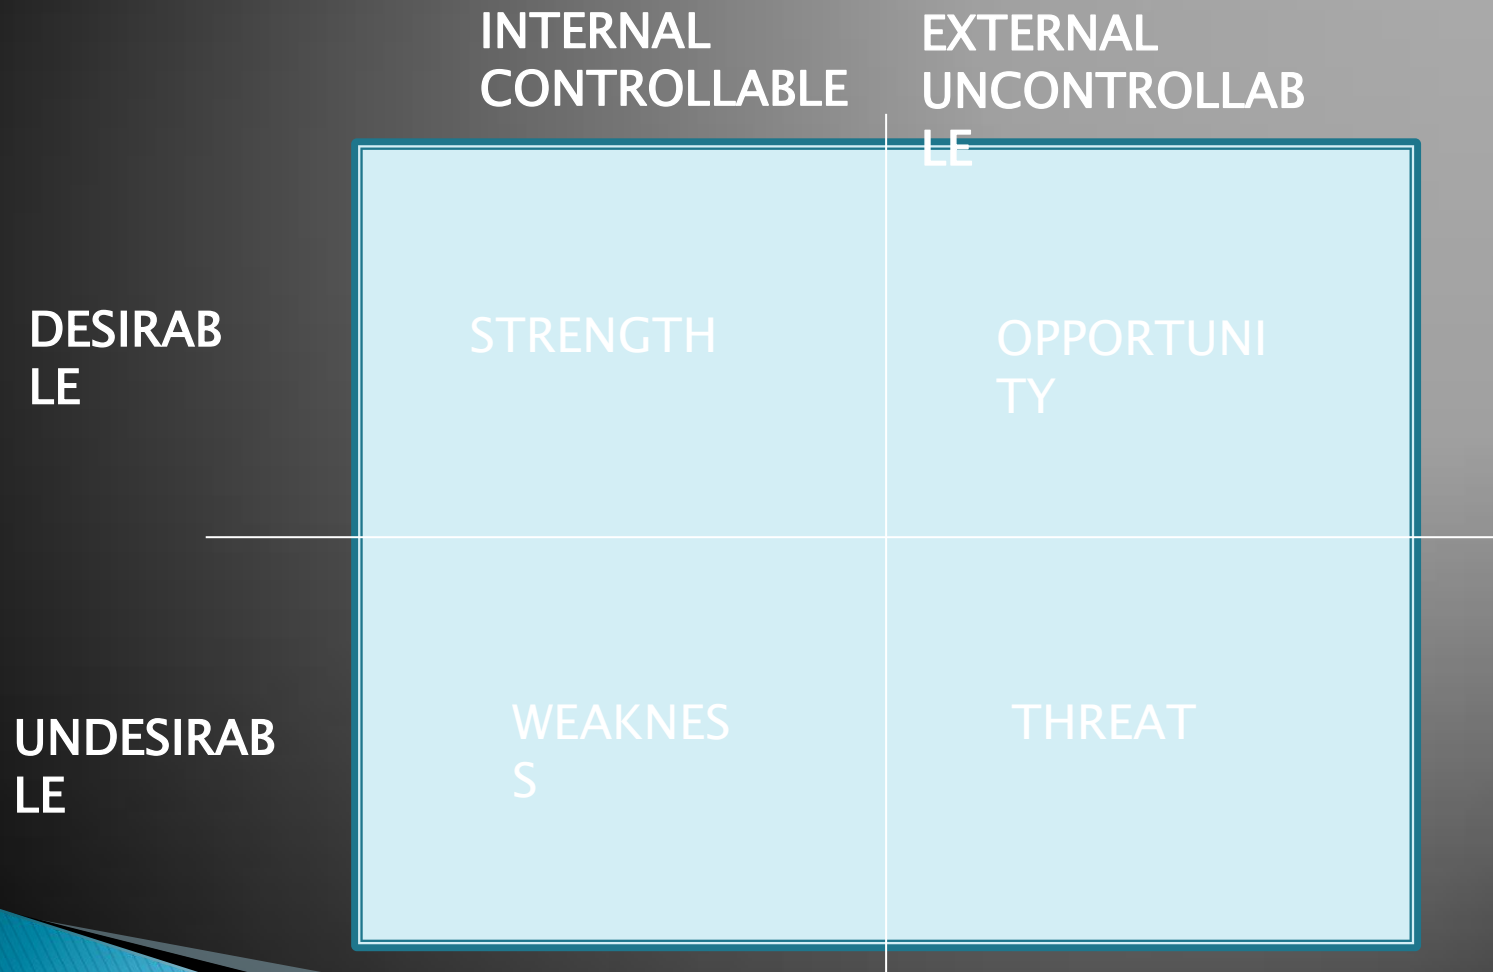 INTERNAL
CONTROLLABLE
EXTERNAL
UNCONTROLLAB
LE
DESIRAB
LE
STRENGTH
OPPORTUNI
TY
UNDESIRAB
LE
WEAKNES
S
THREAT